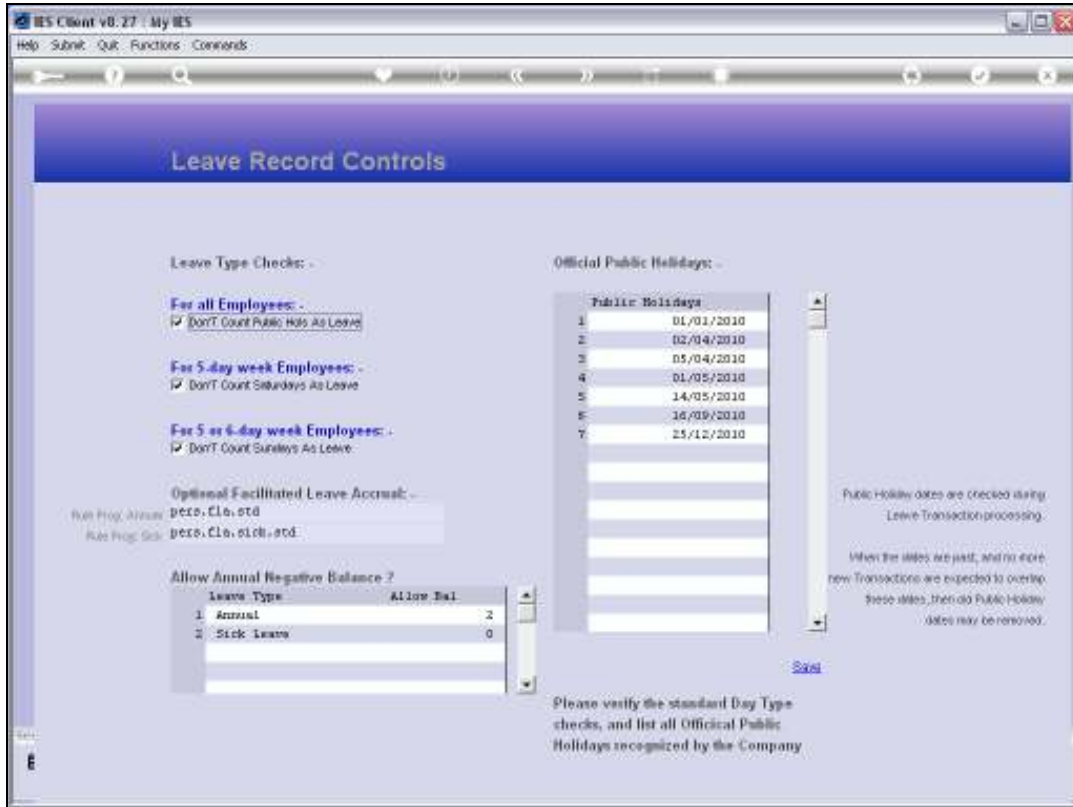 IES Client v8.27 : My IES
Help Submit Quit Functions Commands
Leave Record Controls
Leave Type Checks: -
For all Employees: -
Don'T Count Public Hols As Leave
For 5-day week Employees: -
Don'T Count Saturdays As Leave
For 5 or 6-day week Employees: -
Don'T Count Sundays As Leave
Optional Facilitated Leave Accrual: -
Rule Prog: Annual pers.fla.std
Rule Prog: Sick pers.fla.sick.std
Allow Annual Negative Balance ?
Leave Type Allow Bal
1 Annual 2
2 Sick Leave 0
Official Public Holidays: -
Public Holidays
1 01/01/2010
2 02/04/2010
3 05/04/2010
4 01/05/2010
5 14/05/2010
6 16/09/2010
7 25/12/2010
Public Holiday dates are checked during
Leave Transaction processing.
When the dates are past, and no more
new Transactions are expected to overlap
these dates, then old Public Holiday
dates may be removed.
Save
Please verify the standard Day Type
checks, and list all Officical Public
Holidays recognized by the Company